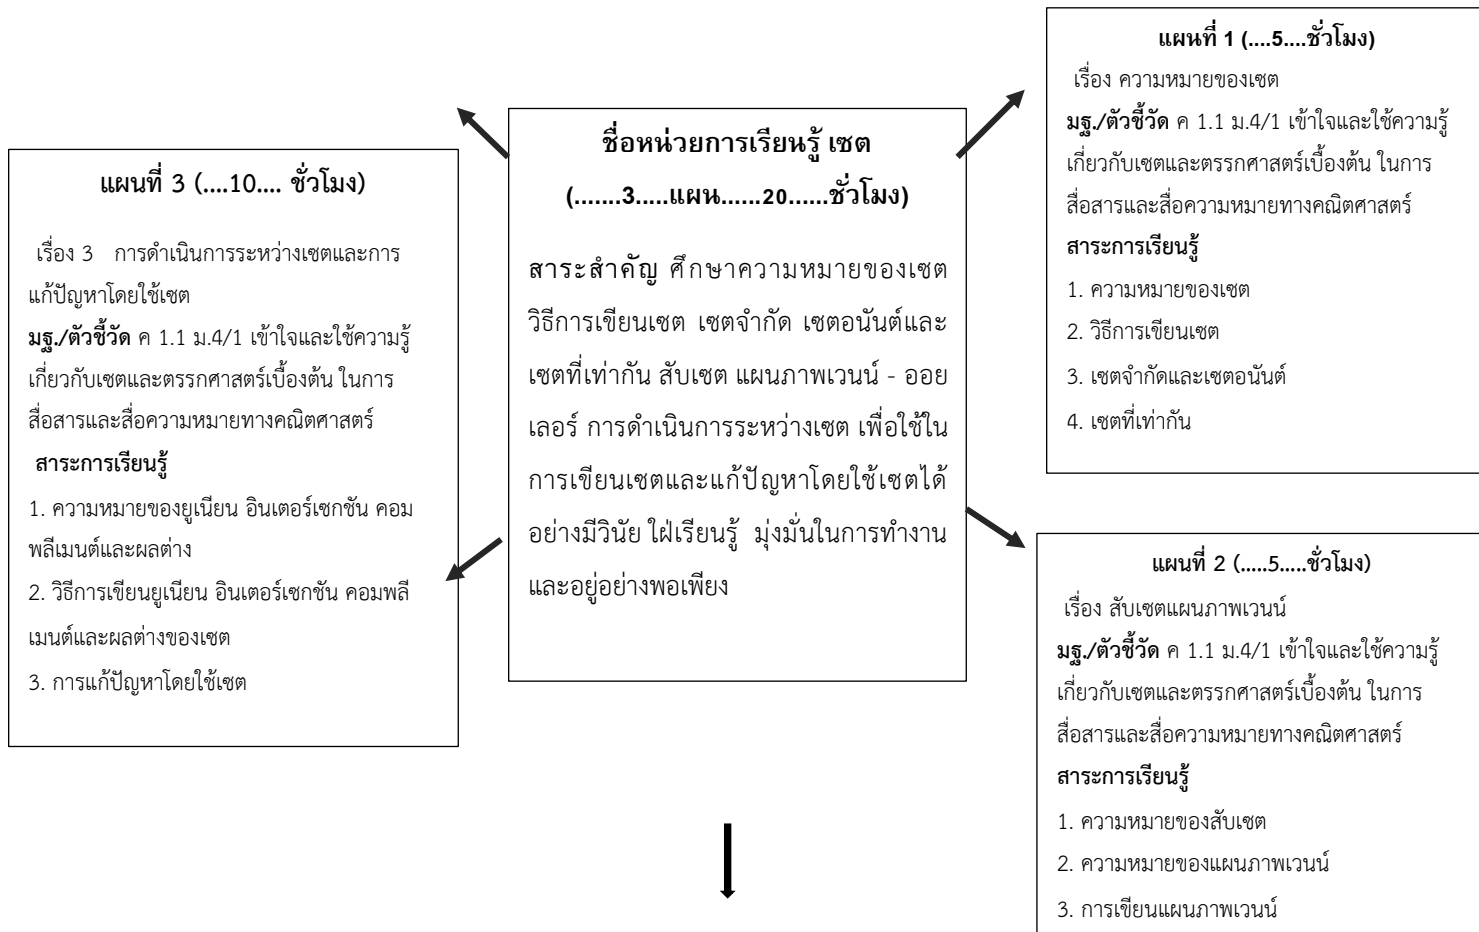 ชื่อหน่วยการเรียนรู้ เซต
(.......3.....แผน......20......ชั่วโมง)
สาระสำคัญ ศึกษาความหมายของเซต
วิธีการเขียนเซต เซตจำกัด เซตอนันต์และ
เซตที่เท่ากัน สับเซต แผนภาพเวนน์ - ออย
เลอร์ การดำเนินการระหว่างเซต เพื่อใช้ใน
การเขียนเซตและแก้ปัญหาโดยใช้เซตได้
อย่างมีวินัย ใฝ่เรียนรู้ มุ่งมั่นในการทำงาน
และอยู่อย่างพอเพียง
แผนที่ 1 (....5....ชั่วโมง)
เรื่อง ความหมายของเซต
มฐ./ตัวชี้วัด ค 1.1 ม.4/1 เข้าใจและใช้ความรู้
เกี่ยวกับเซตและตรรกศาสตร์เบื้องต้น ในการ
สื่อสารและสื่อความหมายทางคณิตศาสตร์
สาระการเรียนรู้
1. ความหมายของเซต
2. วิธีการเขียนเซต
3. เซตจำกัดและเซตอนันต์
4. เซตที่เท่ากัน
แผนที่ 2 (.....5.....ชั่วโมง)
เรื่อง สับเซตแผนภาพเวนน์
มฐ./ตัวชี้วัด ค 1.1 ม.4/1 เข้าใจและใช้ความรู้
เกี่ยวกับเซตและตรรกศาสตร์เบื้องต้น ในการ
สื่อสารและสื่อความหมายทางคณิตศาสตร์
สาระการเรียนรู้
1. ความหมายของสับเซต
2. ความหมายของแผนภาพเวนน์
3. การเขียนแผนภาพเวนน์
แผนที่ 3 (....10.... ชั่วโมง)
เรื่อง 3 การดำเนินการระหว่างเซตและการ
แก้ปัญหาโดยใช้เซต
มฐ./ตัวชี้วัด ค 1.1 ม.4/1 เข้าใจและใช้ความรู้
เกี่ยวกับเซตและตรรกศาสตร์เบื้องต้น ในการ
สื่อสารและสื่อความหมายทางคณิตศาสตร์
สาระการเรียนรู้
1. ความหมายของยูเนียน อินเตอร์เซกชัน คอม
พลีเมนต์และผลต่าง
2. วิธีการเขียนยูเนียน อินเตอร์เซกชัน คอมพลี
เมนต์และผลต่างของเซต
3. การแก้ปัญหาโดยใช้เซต